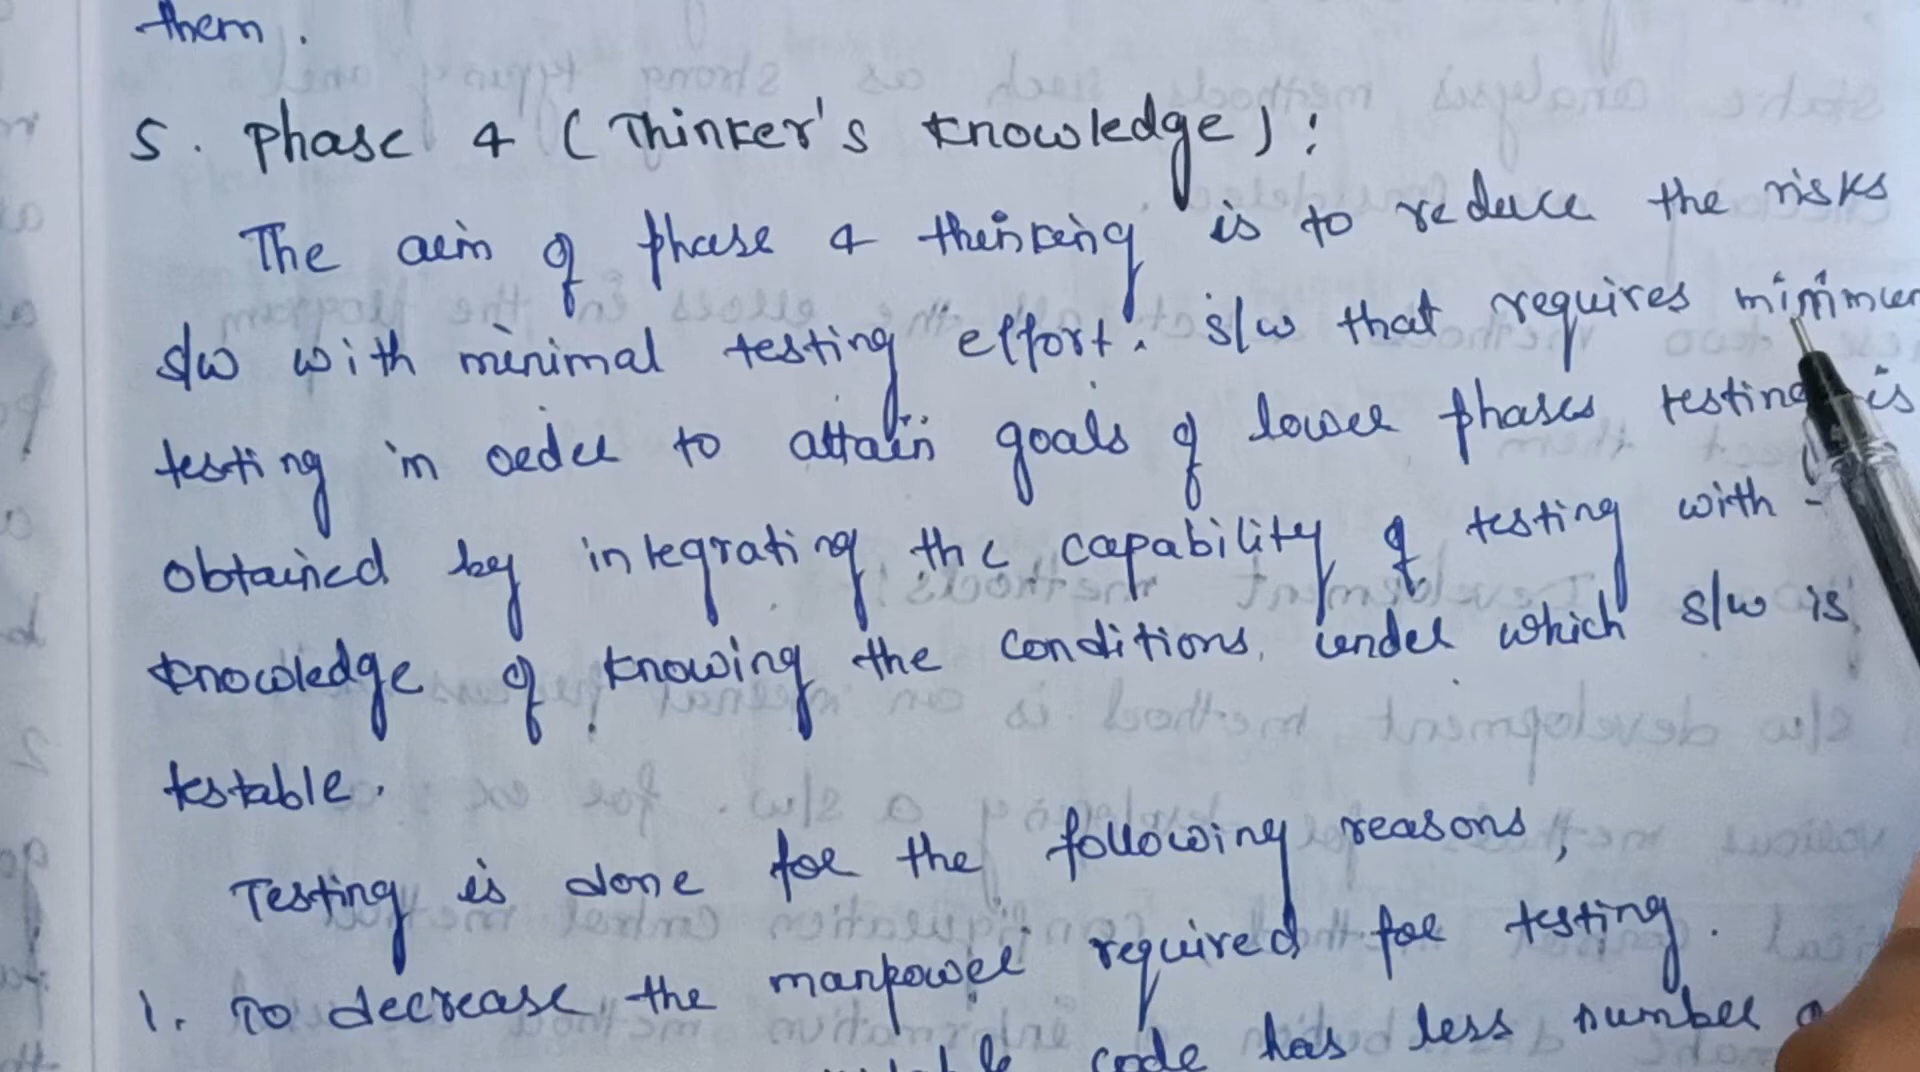 them.
5. Phase 4 (Thinker's knowledge):
The aim of phase 4 thinking is to reduce the risks
s/w with minimal testing effort. s/w that requires
testing in order to attain goals of lower phases testing is
obtained by integrating the capability of testing with
knowledge of knowing the conditions, under which s/w is
testable.
Testing is done for the following reasons,
1. To decrease the manpower required for testing.
code has less number